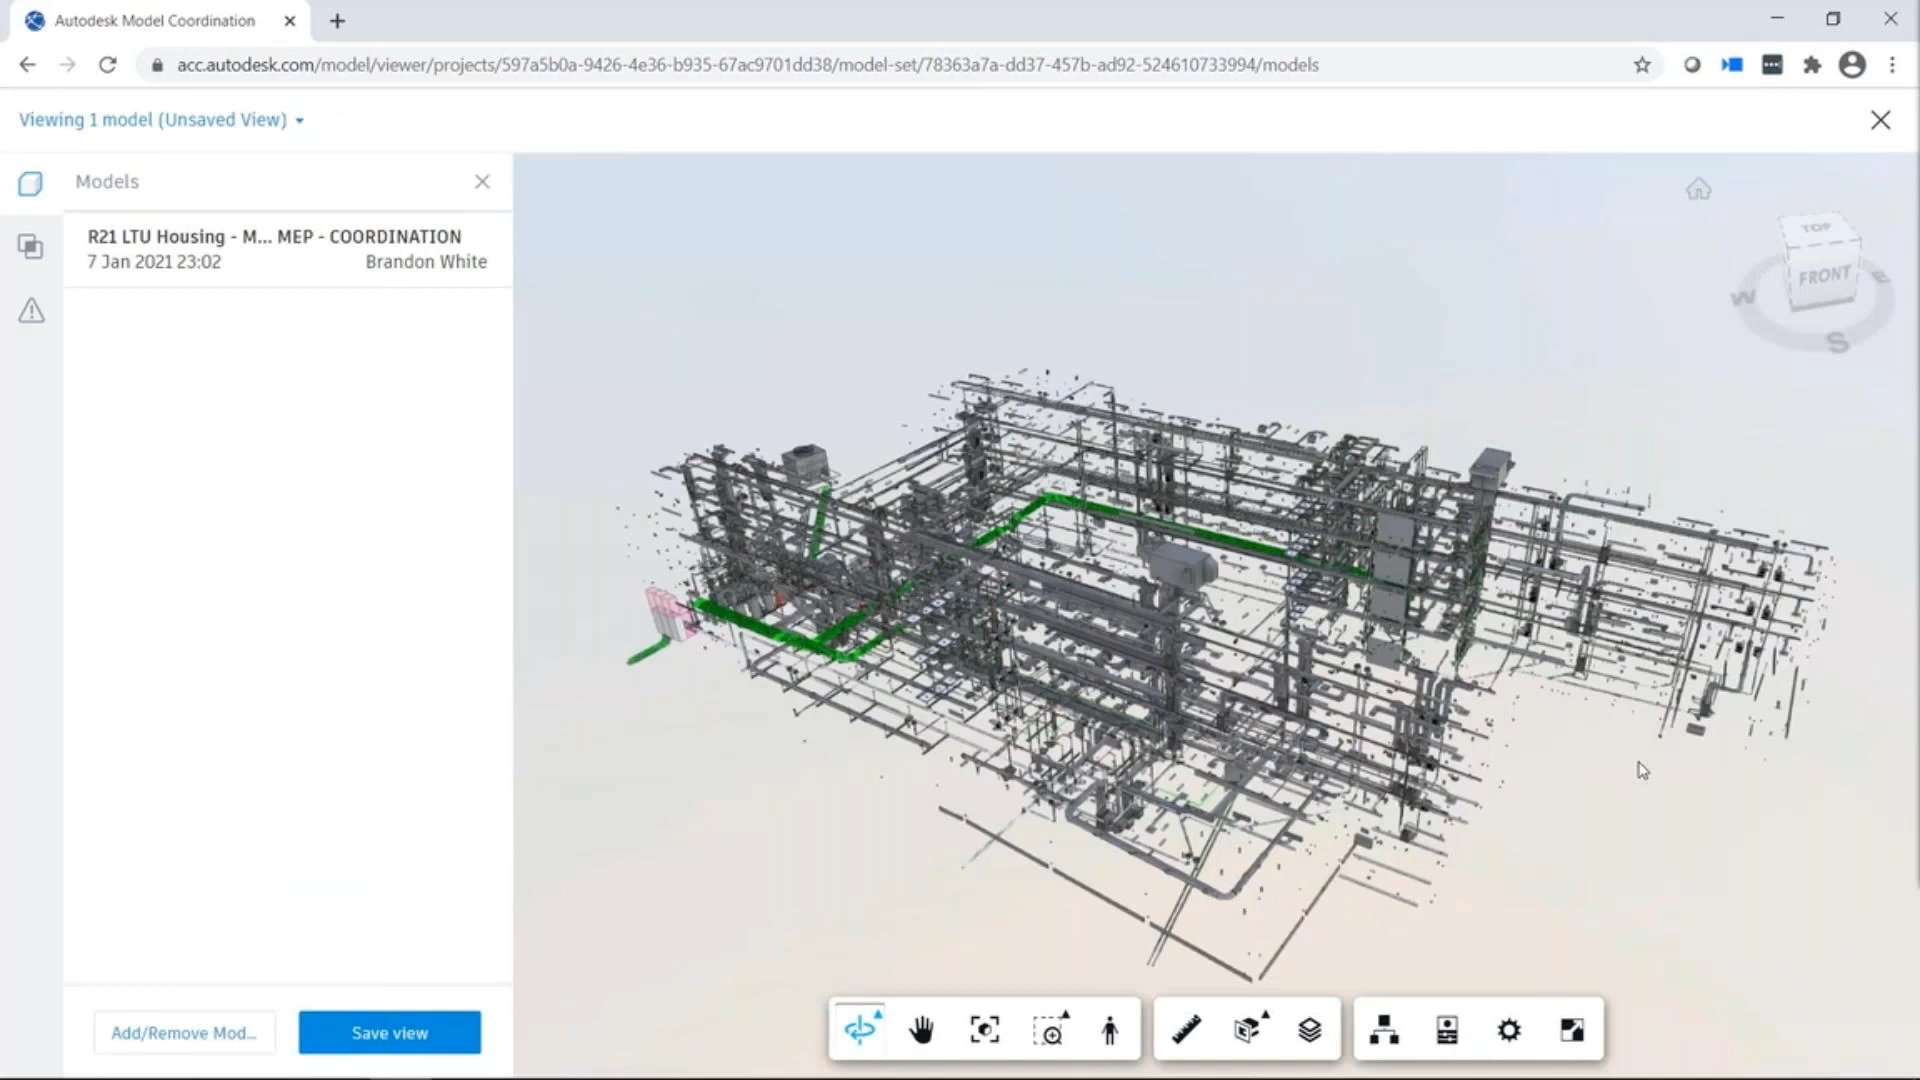 Autodesk Model Coordination
acc.autodesk.com/model/viewer/projects/597a5b0a-9426-4e36-b935-67ac9701dd38/model-set/78363a7a-dd37-457b-ad92-524610733994/models
Viewing 1 model (Unsaved View)
Models
R21 LTU Housing - M... MEP - COORDINATION
7 Jan 2021 23:02 Brandon White
TOP
FRONT
W
E
S
Add/Remove Mod...
Save view